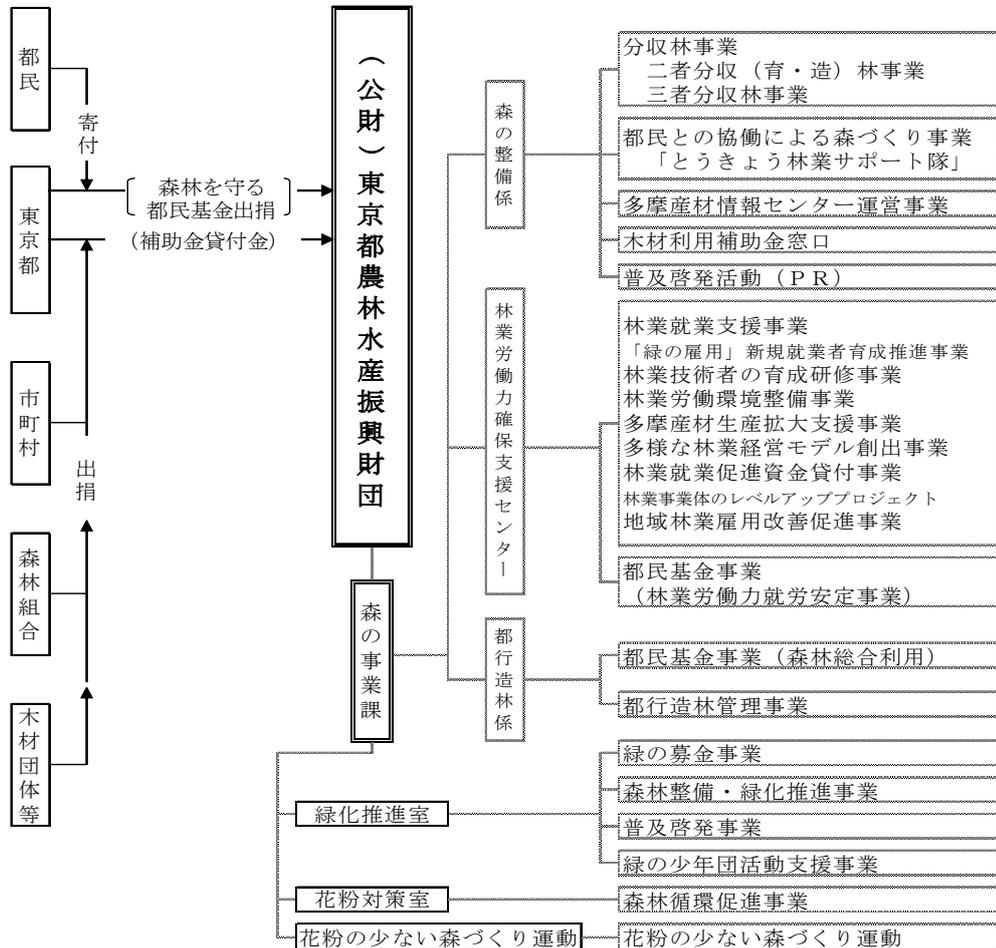 都民
寄付
東京都
市町村
出捐
森林組合
木材団体等
森林を守る
都民基金出捐
（補助金貸付金）
（公財）東京都農林水産振興財団
森の事業課
森の整備係
分収林事業
二者分収（育・造）林事業
三者分収林事業
都民との協働による森づくり事業
「とうきょう林業サポート隊」
多摩産材情報センター運営事業
木材利用補助金窓口
普及啓発活動（ＰＲ）
林業労働力確保支援センター
林業就業支援事業
「緑の雇用」新規就業者育成推進事業
林業技術者の育成研修事業
林業労働環境整備事業
多摩産材生産拡大支援事業
多様な林業経営モデル創出事業
林業就業促進資金貸付事業
林業事業体のレベルアッププロジェクト
地域林業雇用改善促進事業
都民基金事業
（林業労働力就労安定事業）
都行造林係
都民基金事業（森林総合利用）
都行造林管理事業
緑化推進室
緑の募金事業
森林整備・緑化推進事業
普及啓発事業
緑の少年団活動支援事業
花粉対策室
森林循環促進事業
花粉の少ない森づくり運動
花粉の少ない森づくり運動